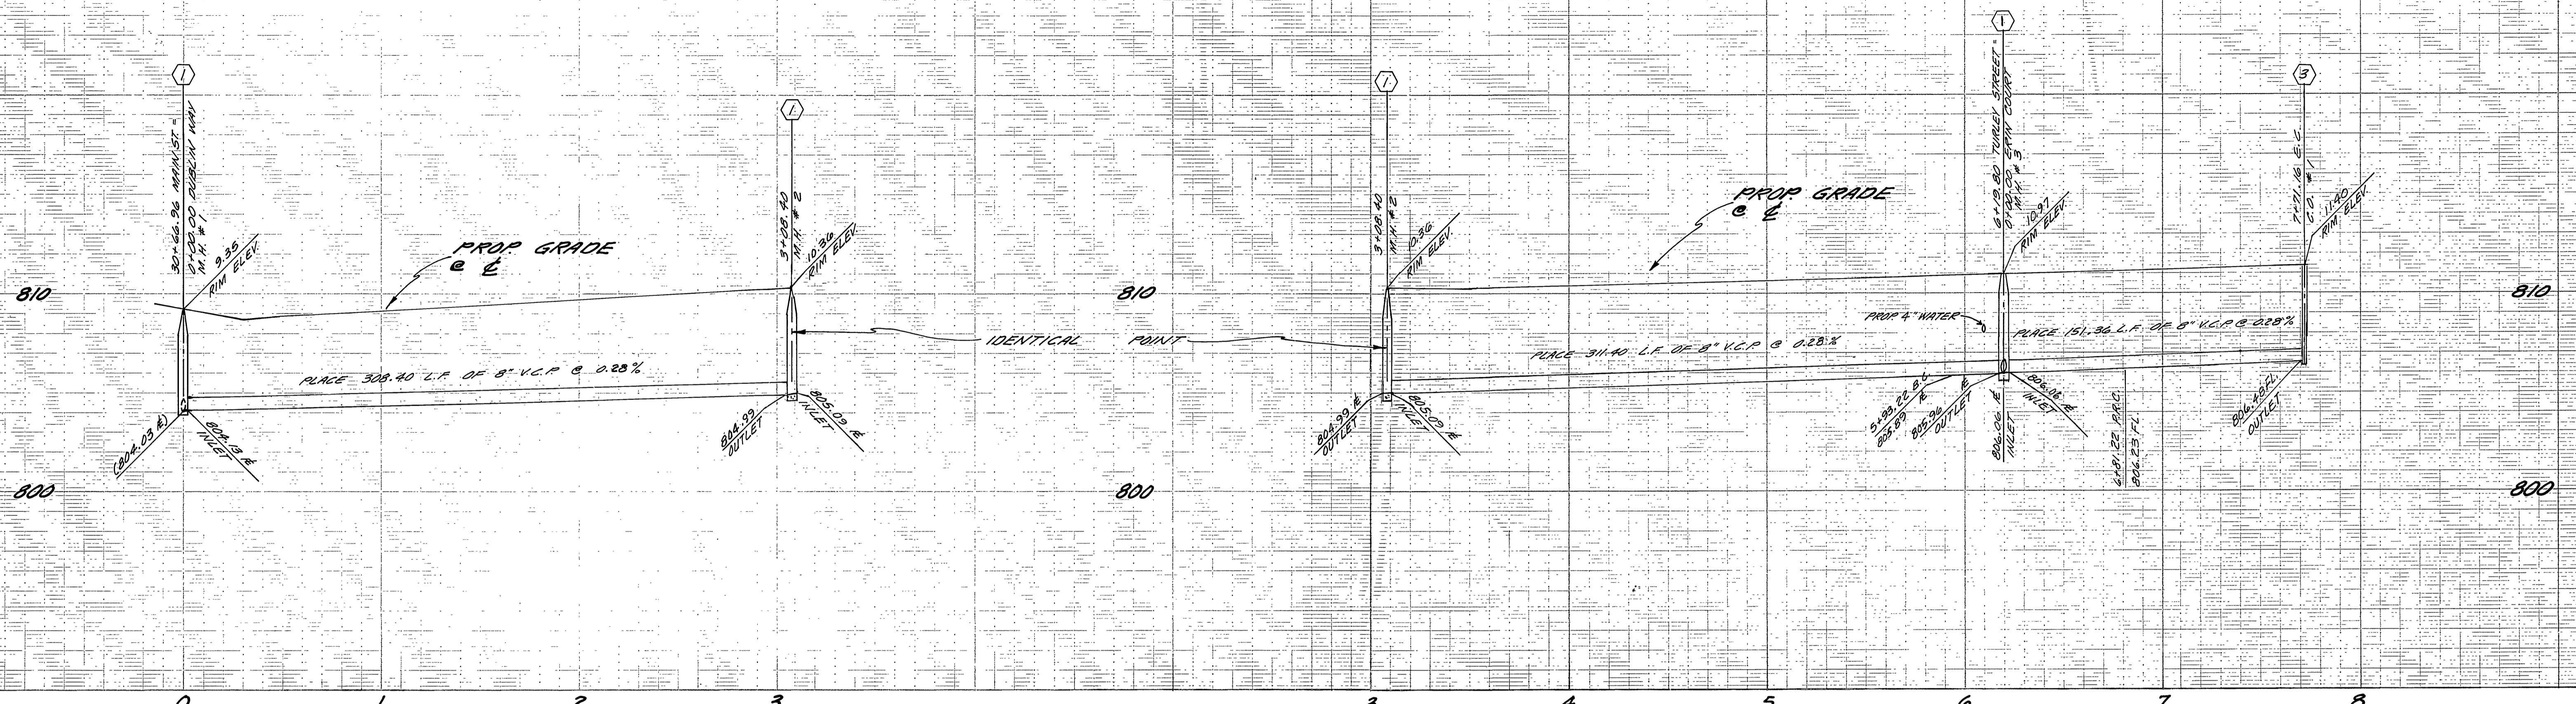 1
30+66.96 MAIN ST. =
0+00.00 DUBLIN WAY
M.H. # 1
9.35
RIM ELEV.
PROP. GRADE
@ ℄
1
3+08.40
M.H. # 2
10.36
RIM ELEV.
810
PLACE 308.40 L.F. OF 8" V.C.P. @ 0.28%
(804.03 ℄)
804.13 ℄
INLET
804.99
OUTLET
805.09 ℄
INLET
800
IDENTICAL POINT
810
800
1
3+08.40
M.H. # 2
10.36
RIM ELEV.
PROP. GRADE
@ ℄
PLACE 311.40 L.F. OF 8" V.C.P. @ 0.28%
804.99 ℄
OUTLET
805.09 ℄
INLET
1
6+19.80 TURLEY STREET =
0+00.00 ERIN COURT
M.H. # 3
10.97
RIM ELEV.
PROP. 4" WATER
PLACE 151.36 L.F. OF 8" V.C.P. @ 0.28%
5+93.22 B.C.
805.89 ℄
805.96 ℄
OUTLET
806.06 ℄
INLET
806.06 ℄
INLET
6+81.22 P.R.C.
806.23 F.L.
3
7+71.16 E.C.
C.O. # 1
11.40
RIM ELEV.
806.48 F.L.
OUTLET
810
800
0 1 2 3 3 4 5 6 7 8